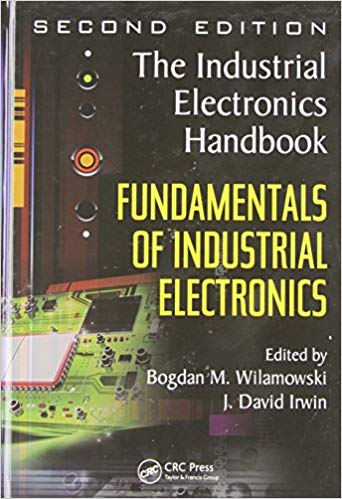 SECOND EDITION
The Industrial
Electronics
Handbook
FUNDAMENTALS
OF INDUSTRIAL
ELECTRONICS
Edited by
Bogdan M. Wilamowski
J. David Irwin
CRC
CRC Press
Taylor & Francis Group